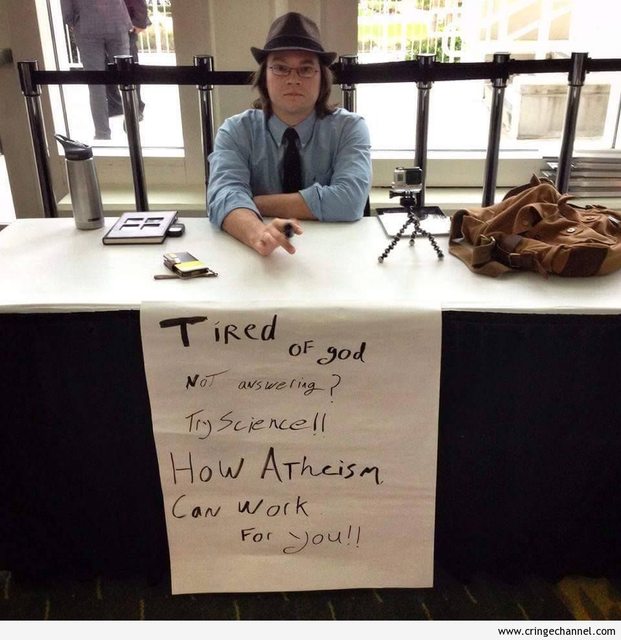 Tired
of god
Not answering?
Try Science!!
How Atheism
Can Work
For you!!
www.cringechannel.com